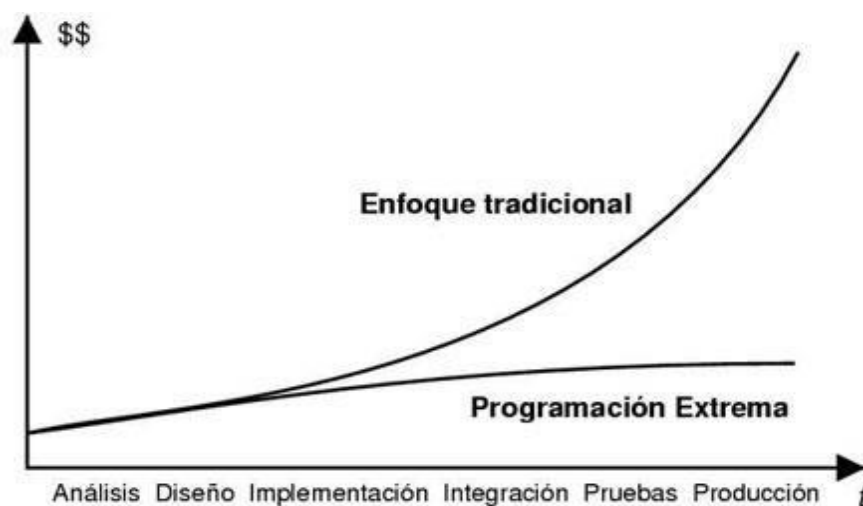 $$
Enfoque tradicional
Programación Extrema
Análisis Diseño Implementación Integración Pruebas Producción t